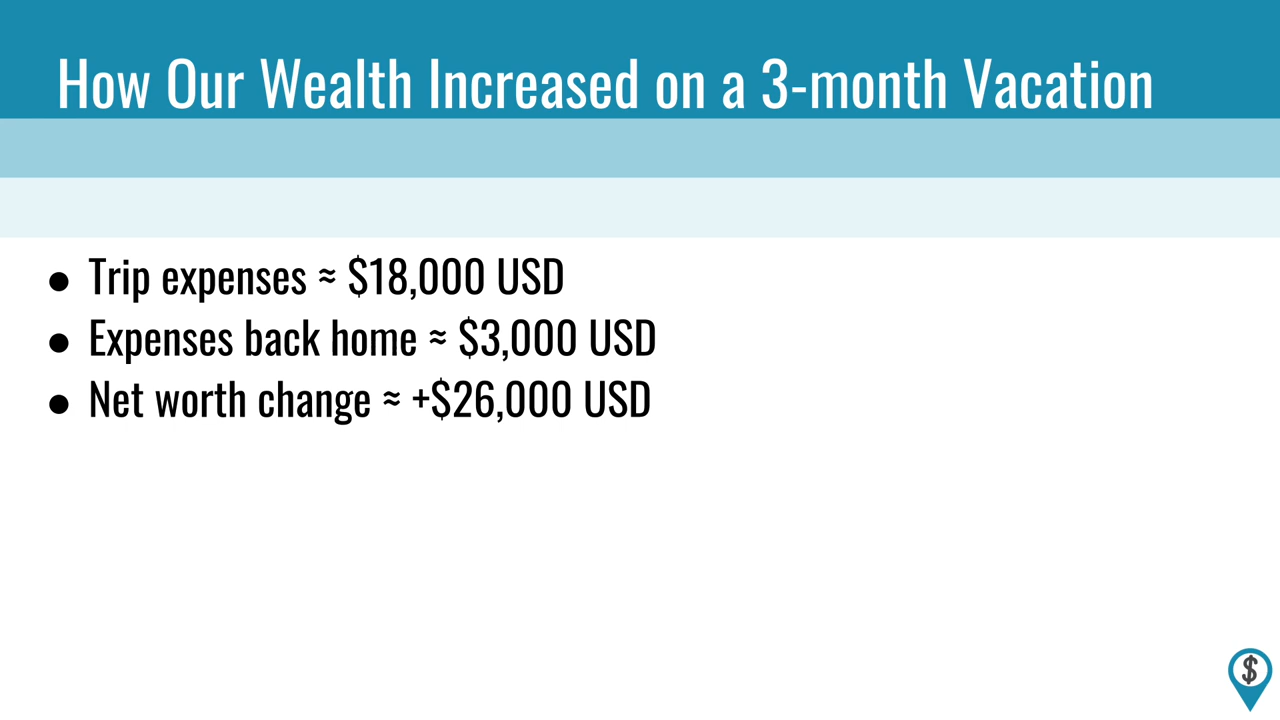 How Our Wealth Increased on a 3-month Vacation
● Trip expenses ≈ $18,000 USD
● Expenses back home ≈ $3,000 USD
● Net worth change ≈ +$26,000 USD
$